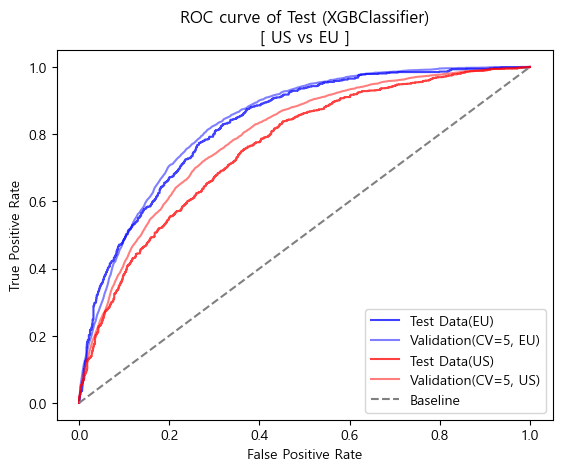 ROC curve of Test (XGBClassifier)
[ US vs EU ]
True Positive Rate
1.0
0.8
0.6
0.4
0.2
0.0
Test Data(EU)
Validation(CV=5, EU)
Test Data(US)
Validation(CV=5, US)
Baseline
0.0 0.2 0.4 0.6 0.8 1.0
False Positive Rate